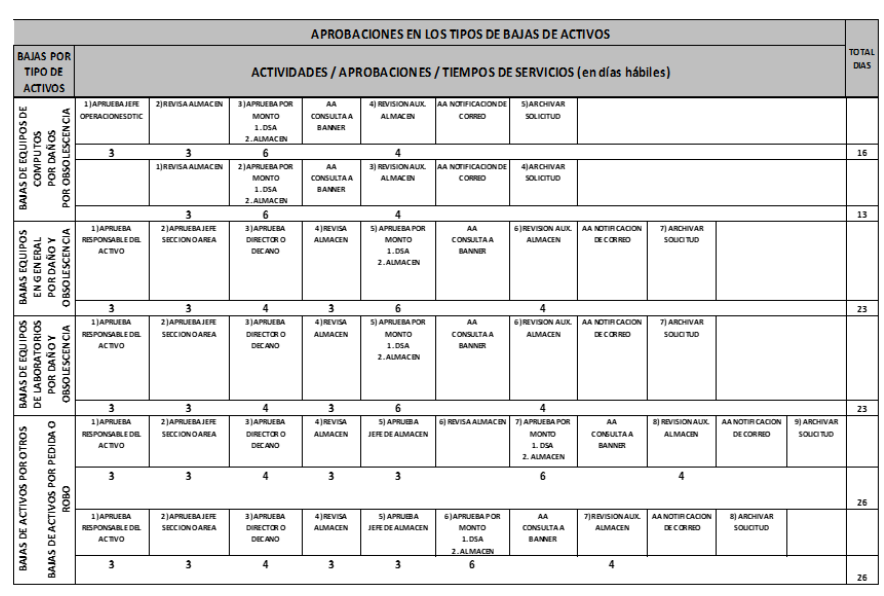 APROBACIONES EN LOS TIPOS DE BAJAS DE ACTIVOS
TOTAL DIAS
BAJAS POR TIPO DE ACTIVOS
ACTIVIDADES / APROBACIONES / TIEMPOS DE SERVICIOS (en días hábiles)
BAJAS DE EQUIPOS DE COMPUTOS POR DAÑOS POR OBSOLESCENCIA
1) APRUEBA JEFE OPERACIONES DTIC
2) REVISA ALMACEN
3) APRUEBA POR MONTO 1. DSA 2. ALMACEN
AA CONSULTA A BANNER
4) REVISION AUX. ALMACEN
AA NOTIFICACION DE CORREO
5) ARCHIVAR SOLICITUD
3 3 6 4 16
1) REVISA ALMACEN
2) APRUEBA POR MONTO 1. DSA 2. ALMACEN
AA CONSULTA A BANNER
3) REVISION AUX. ALMACEN
AA NOTIFICACION DE CORREO
4) ARCHIVAR SOLICITUD
3 6 4 13
BAJAS EQUIPOS EN GENERAL POR DAÑO Y OBSOLESCENCIA
1) APRUEBA RESPONSABLE DEL ACTIVO
2) APRUEBA JEFE SECCION O AREA
3) APRUEBA DIRECTOR O DECANO
4) REVISA ALMACEN
5) APRUEBA POR MONTO 1. DSA 2. ALMACEN
AA CONSULTA A BANNER
6) REVISION AUX. ALMACEN
AA NOTIFICACION DE CORREO
7) ARCHIVAR SOLICITUD
3 3 4 3 6 4 23
BAJAS DE EQUIPOS DE LABORATORIOS POR DAÑO Y OBSOLESCENCIA
1) APRUEBA RESPONSABLE DEL ACTIVO
2) APRUEBA JEFE SECCION O AREA
3) APRUEBA DIRECTOR O DECANO
4) REVISA ALMACEN
5) APRUEBA POR MONTO 1. DSA 2. ALMACEN
AA CONSULTA A BANNER
6) REVISION AUX. ALMACEN
AA NOTIFICACION DE CORREO
7) ARCHIVAR SOLICITUD
3 3 4 3 6 4 23
BAJAS DE ACTIVOS POR OTROS
BAJAS DE ACTIVOS POR PEDIDA O ROBO
1) APRUEBA RESPONSABLE DEL ACTIVO
2) APRUEBA JEFE SECCION O AREA
3) APRUEBA DIRECTOR O DECANO
4) REVISA ALMACEN
5) APRUEBA JEFE DE ALMACEN
6) REVISA ALMACEN
7) APRUEBA POR MONTO 1. DSA 2. ALMACEN
AA CONSULTA A BANNER
8) REVISION AUX. ALMACEN
AA NOTIFICACION DE CORREO
9) ARCHIVAR SOLICITUD
3 3 4 3 3 6 4 26
1) APRUEBA RESPONSABLE DEL ACTIVO
2) APRUEBA JEFE SECCION O AREA
3) APRUEBA DIRECTOR O DECANO
4) REVISA ALMACEN
5) APRUEBA JEFE DE ALMACEN
6) APRUEBA POR MONTO 1. DSA 2. ALMACEN
AA CONSULTA A BANNER
7) REVISION AUX. ALMACEN
AA NOTIFICACION DE CORREO
8) ARCHIVAR SOLICITUD
3 3 4 3 3 6 4 26